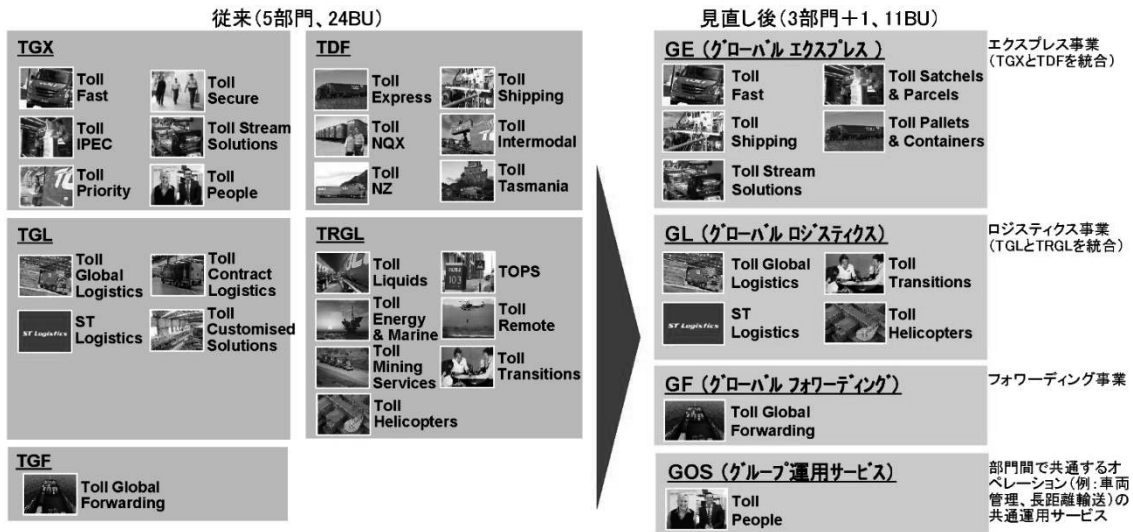 従来(5部門、24BU)
TGX
Toll
Fast
Toll
Secure
Toll
IPEC
Toll Stream
Solutions
Toll
Priority
Toll
People
TDF
Toll
Express
Toll
Shipping
Toll
NQX
Toll
Intermodal
Toll
NZ
Toll
Tasmania
TGL
Toll
Global
Logistics
Toll
Contract
Logistics
ST Logistics
ST
Logistics
Toll
Customised
Solutions
TRGL
Toll
Liquids
TOPS
Toll
Energy
& Marine
Toll
Remote
Toll
Mining
Services
Toll
Transitions
Toll
Helicopters
TGF
Toll Global
Forwarding
見直し後(3部門+1、11BU)
GE (グローバル エクスプレス )
Toll
Fast
Toll Satchels
& Parcels
Toll
Shipping
Toll Pallets
& Containers
Toll Stream
Solutions
エクスプレス事業
(TGXとTDFを統合)
GL (グローバル ロジスティクス)
Toll Global
Logistics
Toll
Transitions
ST Logistics
ST
Logistics
Toll
Helicopters
ロジスティクス事業
(TGLとTRGLを統合)
GF (グローバル フォワーディング)
Toll Global
Forwarding
フォワーディング事業
GOS (グループ運用サービス)
Toll
People
部門間で共通するオ
ペレーション(例:車両
管理、長距離輸送)の
共通運用サービス